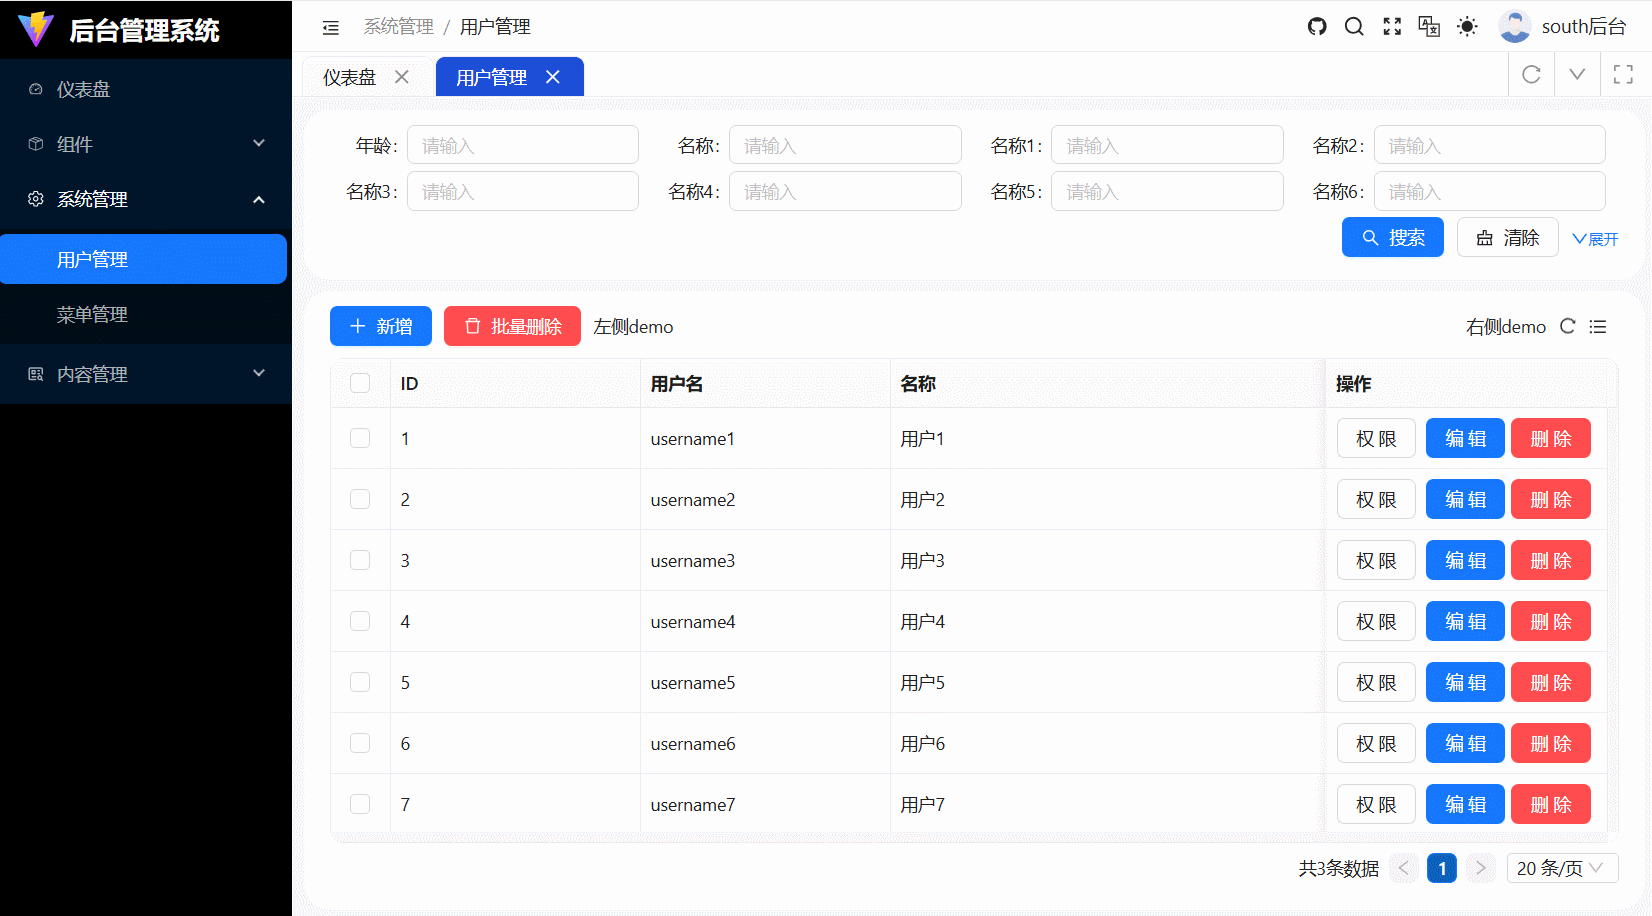 后台管理系统
仪表盘
组件
系统管理
用户管理
菜单管理
内容管理
系统管理 / 用户管理
south后台
仪表盘 用户管理
年龄: 请输入 名称: 请输入 名称1: 请输入 名称2: 请输入
名称3: 请输入 名称4: 请输入 名称5: 请输入 名称6: 请输入
搜索 清除 展开
新增 批量删除 左侧demo 右侧demo
ID 用户名 名称 操作
1 username1 用户1 权 限 编 辑 删 除
2 username2 用户2 权 限 编 辑 删 除
3 username3 用户3 权 限 编 辑 删 除
4 username4 用户4 权 限 编 辑 删 除
5 username5 用户5 权 限 编 辑 删 除
6 username6 用户6 权 限 编 辑 删 除
7 username7 用户7 权 限 编 辑 删 除
共3条数据 < 1 > 20 条/页